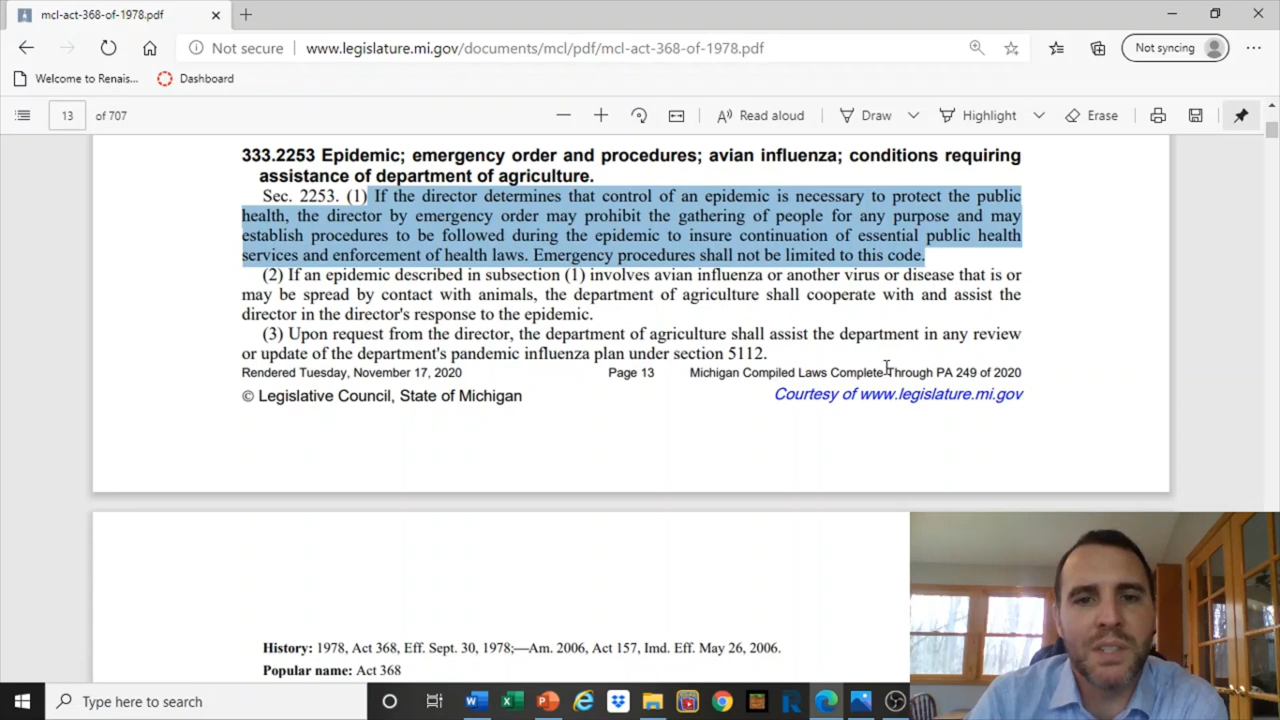 mcl-act-368-of-1978.pdf
Not secure
www.legislature.mi.gov/documents/mcl/pdf/mcl-act-368-of-1978.pdf
Not syncing
Welcome to Renais...
Dashboard
13 of 707
Read aloud
Draw
Highlight
Erase
333.2253 Epidemic; emergency order and procedures; avian influenza; conditions requiring
assistance of department of agriculture.
Sec. 2253. (1) If the director determines that control of an epidemic is necessary to protect the public
health, the director by emergency order may prohibit the gathering of people for any purpose and may
establish procedures to be followed during the epidemic to insure continuation of essential public health
services and enforcement of health laws. Emergency procedures shall not be limited to this code.
(2) If an epidemic described in subsection (1) involves avian influenza or another virus or disease that is or
may be spread by contact with animals, the department of agriculture shall cooperate with and assist the
director in the director's response to the epidemic.
(3) Upon request from the director, the department of agriculture shall assist the department in any review
or update of the department's pandemic influenza plan under section 5112.
Rendered Tuesday, November 17, 2020
Page 13
Michigan Compiled Laws Complete Through PA 249 of 2020
© Legislative Council, State of Michigan
Courtesy of www.legislature.mi.gov
History: 1978, Act 368, Eff. Sept. 30, 1978;—Am. 2006, Act 157, Imd. Eff. May 26, 2006.
Popular name: Act 368
Type here to search